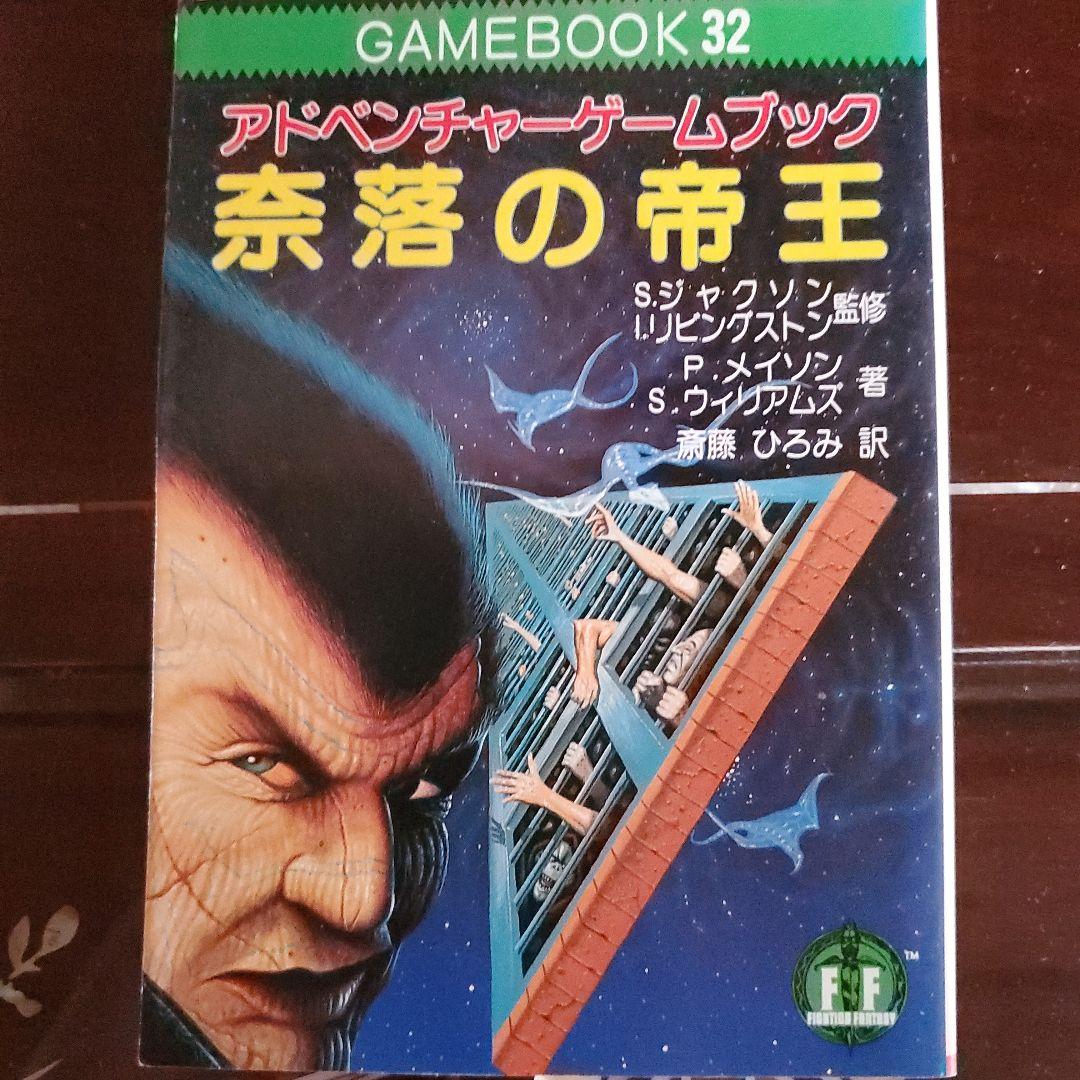 GAMEBOOK 32
アドベンチャーゲームブック
奈落の帝王
S.ジャクソン
I.リビングストン 監修
P.メイソン
S.ウィリアムズ 著
斎藤 ひろみ 訳
FF
TM
FIGHTING FANTASY